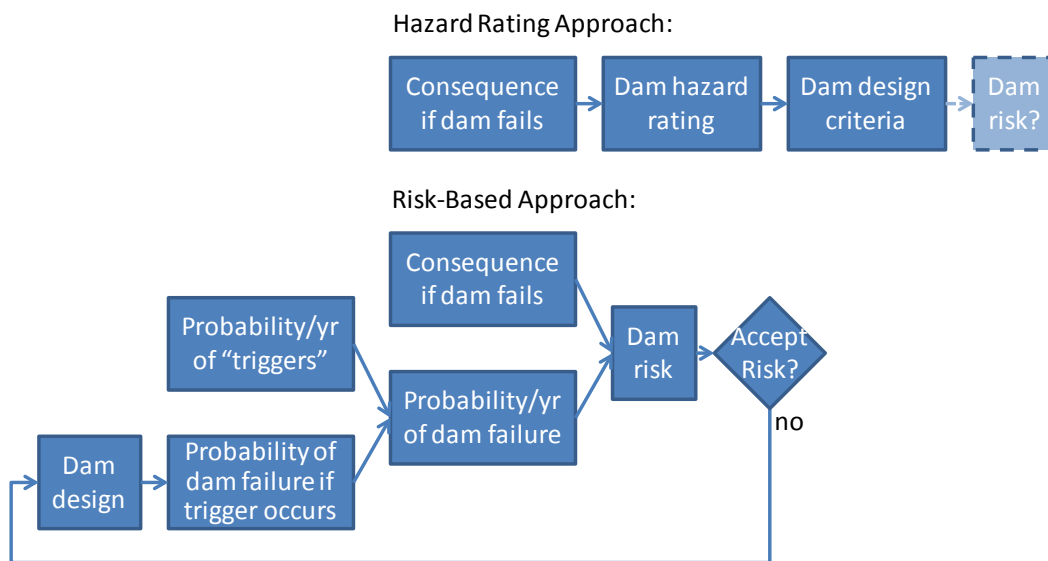 Hazard Rating Approach:
Consequence
if dam fails
Dam hazard
rating
Dam design
criteria
Dam
risk?
Risk-Based Approach:
Consequence
if dam fails
Probability/yr
of “triggers”
Dam
risk
Accept
Risk?
Probability/yr
of dam failure
no
Dam
design
Probability of
dam failure if
trigger occurs